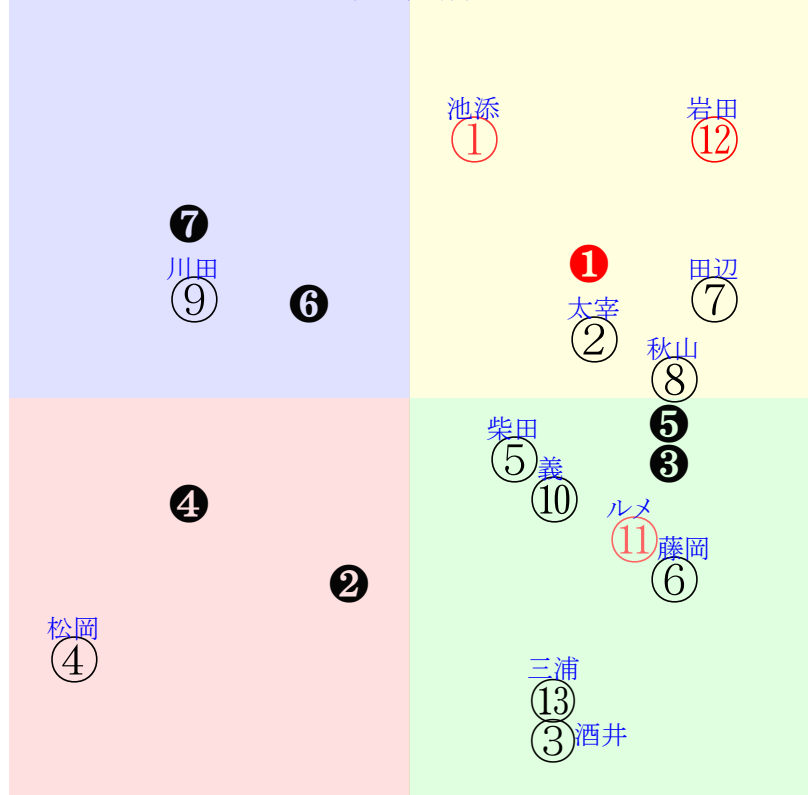 池添
①
岩田
⑫
❼
❶
川田
⑨
❻
田辺
⑦
太宰
②
秋山
⑧
❺
柴田
⑤
❸
義
⑩
❹
ルメ
⑪
藤岡
⑥
❷
松岡
④
三浦
⑬
③酒井